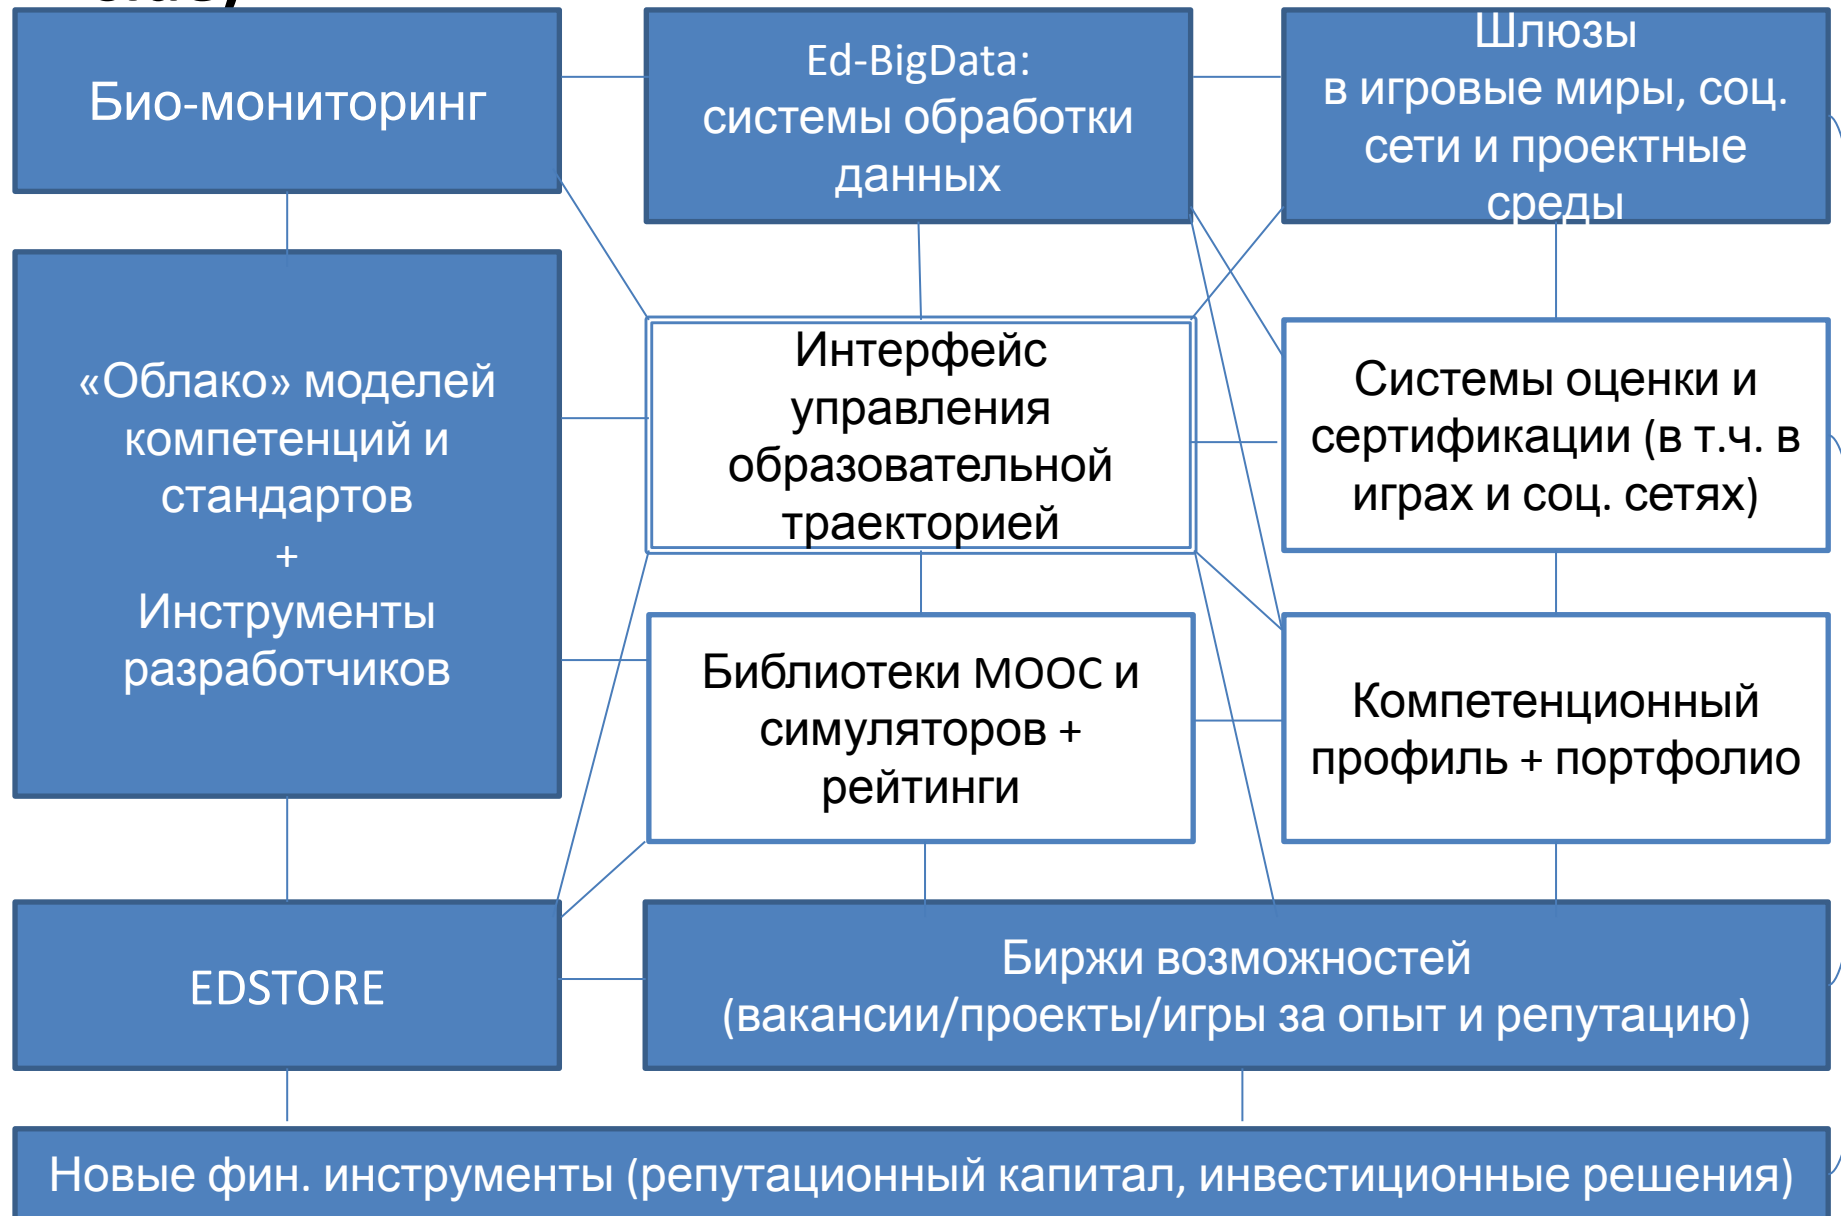 Био-мониторинг
Ed-BigData:
системы обработки
данных
Шлюзы
в игровые миры, соц.
сети и проектные
среды
«Облако» моделей
компетенций и
стандартов
+
Инструменты
разработчиков
Интерфейс
управления
образовательной
траекторией
Системы оценки и
сертификации (в т.ч. в
играх и соц. сетях)
Библиотеки MOOC и
симуляторов +
рейтинги
Компетенционный
профиль + портфолио
EDSTORE
Биржи возможностей
(вакансии/проекты/игры за опыт и репутацию)
Новые фин. инструменты (репутационный капитал, инвестиционные решения)